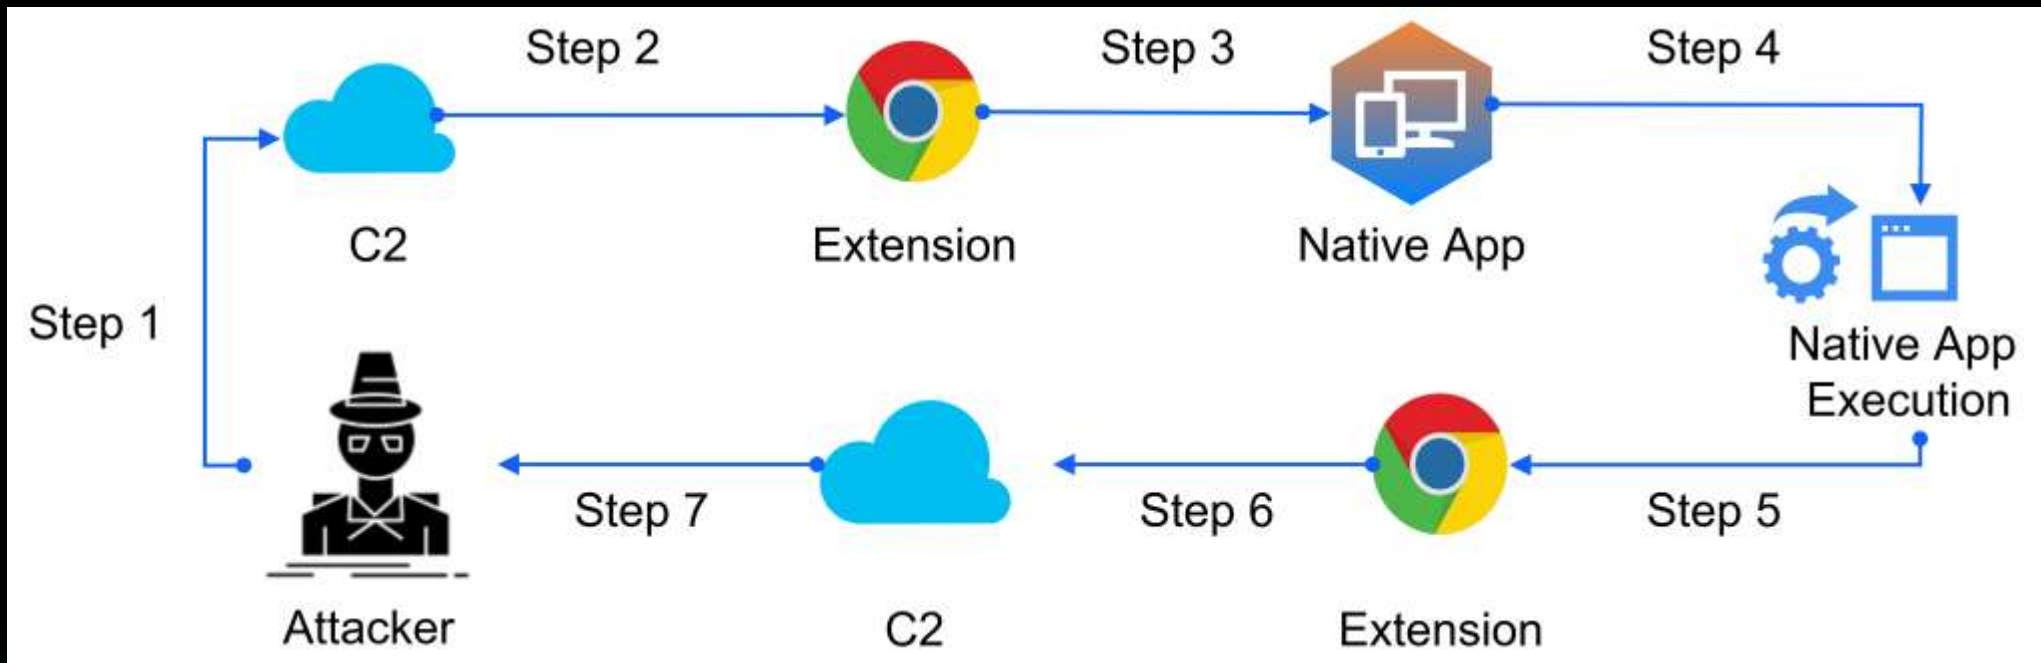 Step 2
Step 3
Step 4
C2
Extension
Native App
Step 1
Native App
Execution
Step 7
Step 6
Step 5
Attacker
C2
Extension